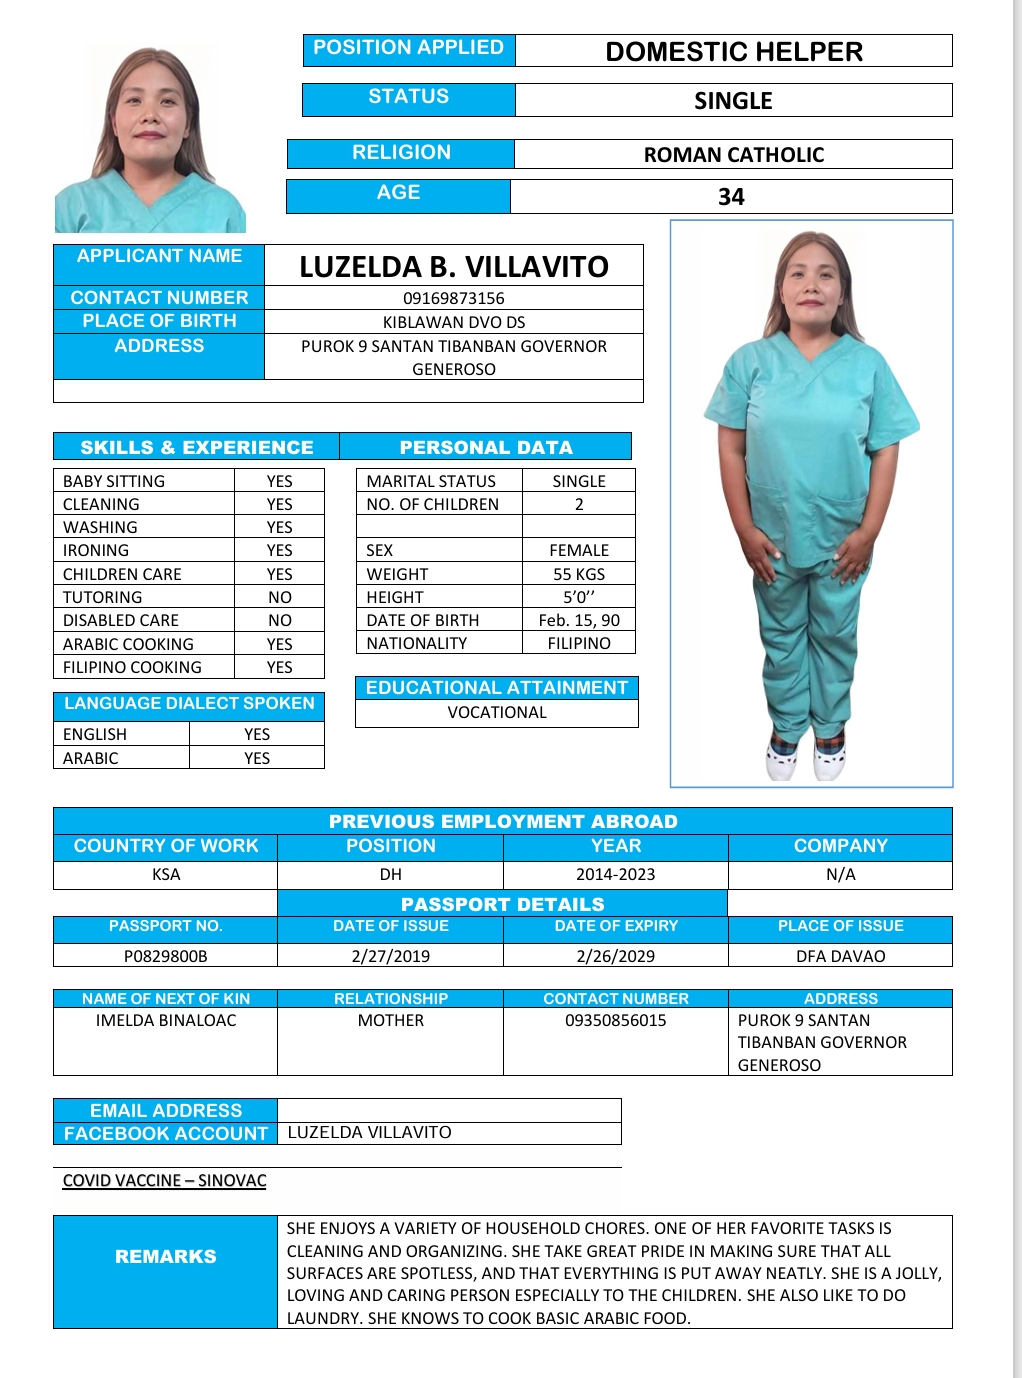 POSITION APPLIED DOMESTIC HELPER
STATUS SINGLE
RELIGION ROMAN CATHOLIC
AGE 34
APPLICANT NAME LUZELDA B. VILLAVITO
CONTACT NUMBER 09169873156
PLACE OF BIRTH KIBLAWAN DVO DS
ADDRESS PUROK 9 SANTAN TIBANBAN GOVERNOR
GENEROSO
SKILLS & EXPERIENCE PERSONAL DATA
BABY SITTING YES
CLEANING YES
WASHING YES
IRONING YES
CHILDREN CARE YES
TUTORING NO
DISABLED CARE NO
ARABIC COOKING YES
FILIPINO COOKING YES
MARITAL STATUS SINGLE
NO. OF CHILDREN 2
SEX FEMALE
WEIGHT 55 KGS
HEIGHT 5’0’’
DATE OF BIRTH Feb. 15, 90
NATIONALITY FILIPINO
LANGUAGE DIALECT SPOKEN
ENGLISH YES
ARABIC YES
EDUCATIONAL ATTAINMENT
VOCATIONAL
PREVIOUS EMPLOYMENT ABROAD
COUNTRY OF WORK POSITION YEAR COMPANY
KSA DH 2014-2023 N/A
PASSPORT DETAILS
PASSPORT NO. DATE OF ISSUE DATE OF EXPIRY PLACE OF ISSUE
P0829800B 2/27/2019 2/26/2029 DFA DAVAO
NAME OF NEXT OF KIN RELATIONSHIP CONTACT NUMBER ADDRESS
IMELDA BINALOAC MOTHER 09350856015 PUROK 9 SANTAN
TIBANBAN GOVERNOR
GENEROSO
EMAIL ADDRESS
FACEBOOK ACCOUNT LUZELDA VILLAVITO
COVID VACCINE – SINOVAC
REMARKS
SHE ENJOYS A VARIETY OF HOUSEHOLD CHORES. ONE OF HER FAVORITE TASKS IS
CLEANING AND ORGANIZING. SHE TAKE GREAT PRIDE IN MAKING SURE THAT ALL
SURFACES ARE SPOTLESS, AND THAT EVERYTHING IS PUT AWAY NEATLY. SHE IS A JOLLY,
LOVING AND CARING PERSON ESPECIALLY TO THE CHILDREN. SHE ALSO LIKE TO DO
LAUNDRY. SHE KNOWS TO COOK BASIC ARABIC FOOD.